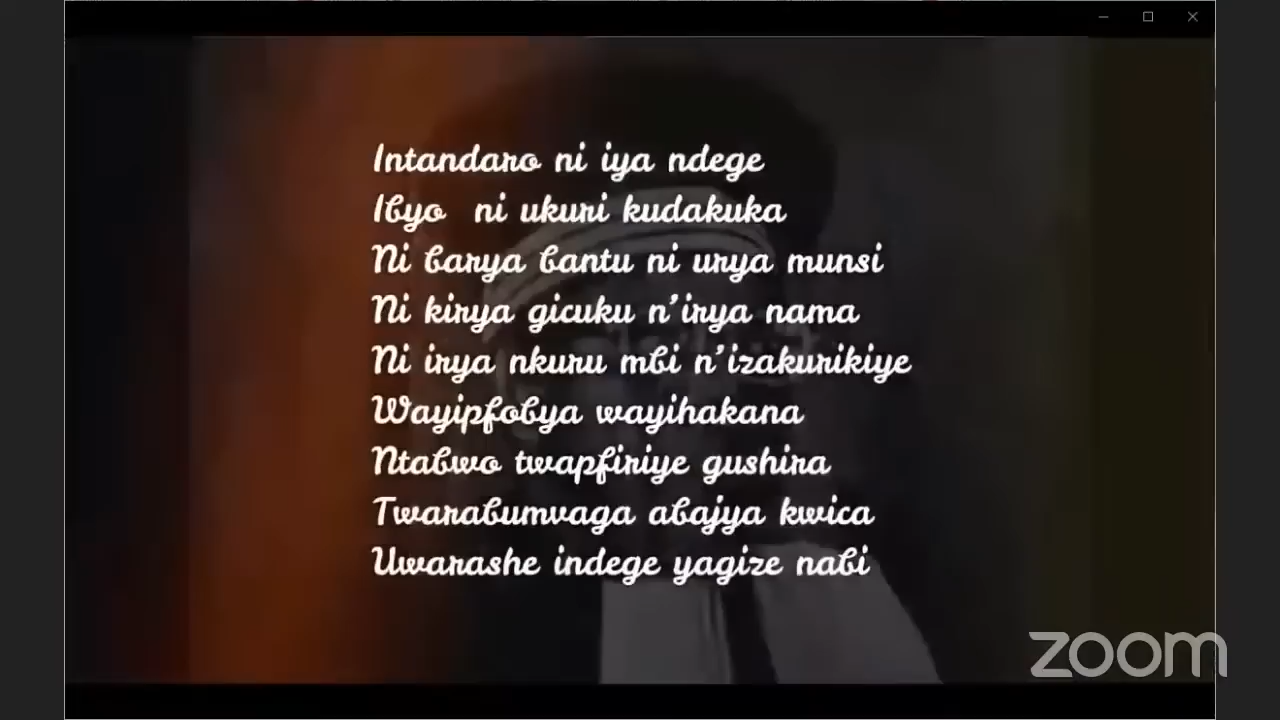 Intandaro ni iya ndege
Ibyo ni ukuri kudakuka
Ni barya bantu ni urya munsi
Ni kirya gicuku n'irya nama
Ni irya nkuru mbi n'izakurikiye
Wayipfobya wayihakana
Ntabwo twapfiriye gushira
Twarabumvaga abajya kwica
Uwarashe indege yagize nabi
zoom